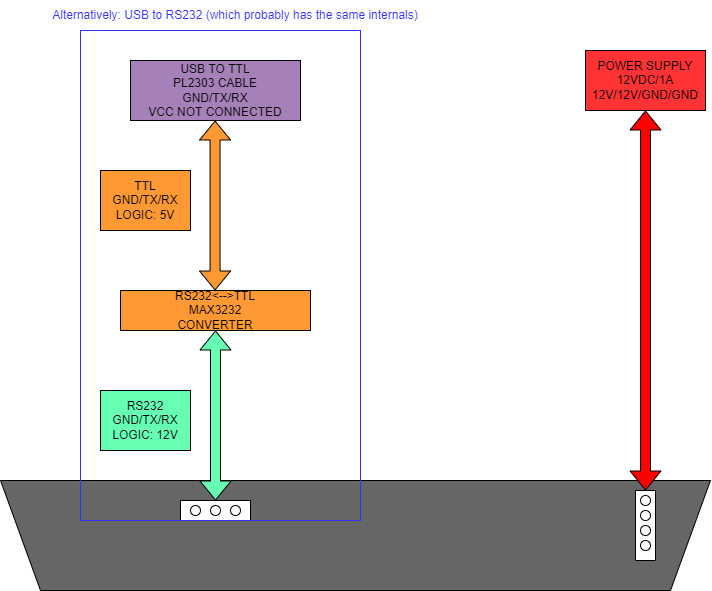 Alternatively: USB to RS232 (which probably has the same internals)
USB TO TTL
PL2303 CABLE
GND/TX/RX
VCC NOT CONNECTED
POWER SUPPLY
12VDC/1A
12V/12V/GND/GND
TTL
GND/TX/RX
LOGIC: 5V
RS232<-->TTL
MAX3232
CONVERTER
RS232
GND/TX/RX
LOGIC: 12V